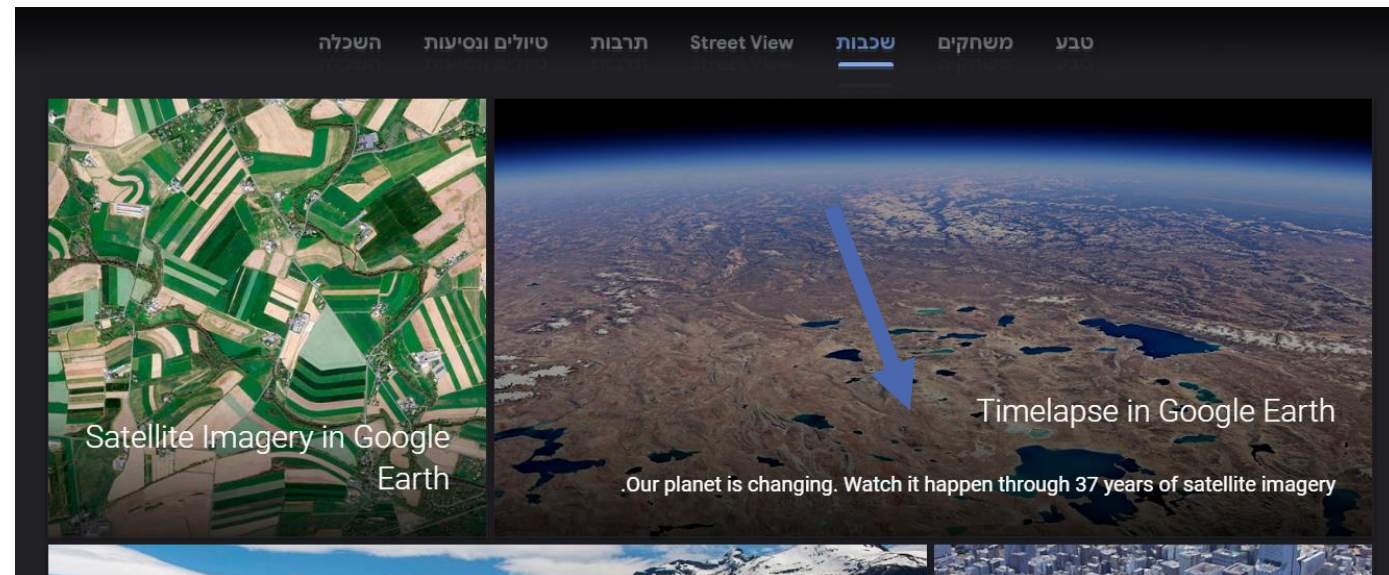 טבע משחקים שכבות Street View תרבות טיולים ונסיעות השכלה
Timelapse in Google Earth
.Our planet is changing. Watch it happen through 37 years of satellite imagery
Satellite Imagery in Google
Earth